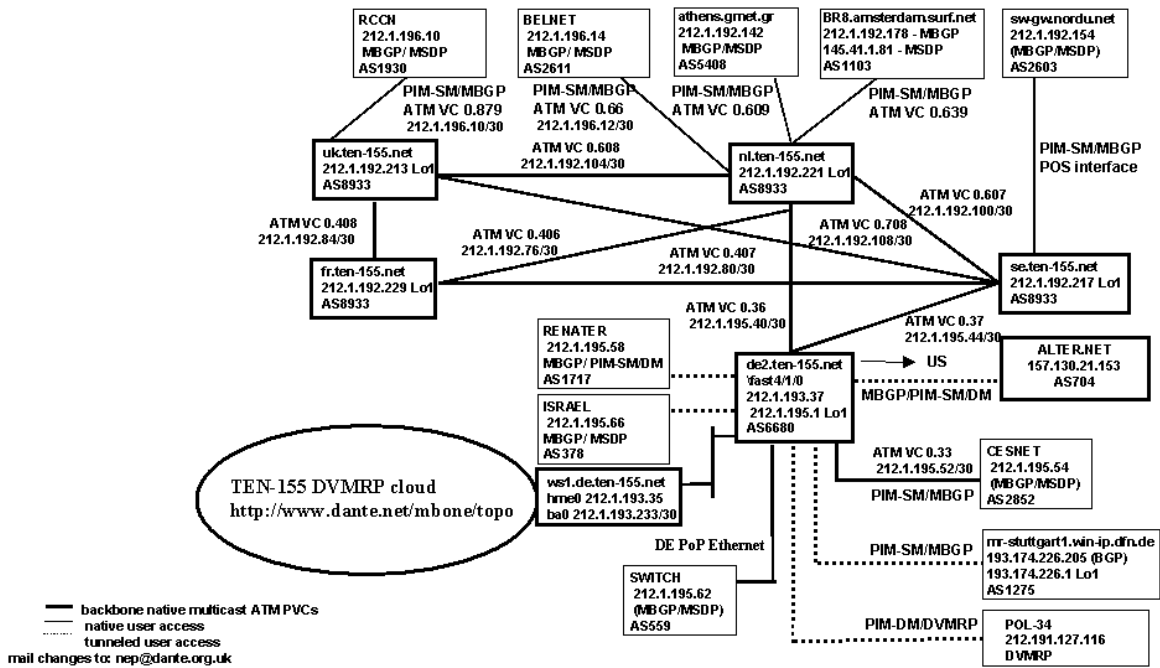 RCCN
212.1.196.10
MBGP/ MSDP
AS1930
BELNET
212.1.196.14
MBGP/ MSDP
AS2611
athens.grnet.gr
212.1.192.142
MBGP/MSDP
AS5408
BR8.amsterdam.surf.net
212.1.192.178 - MBGP
145.41.1.81 - MSDP
AS1103
sw-gw.nordu.net
212.1.192.154
(MBGP/MSDP)
AS2603
PIM-SM/MBGP
ATM VC 0.879
212.1.196.10/30
PIM-SM/MBGP
ATM VC 0.66
212.1.196.12/30
PIM-SM/MBGP
ATM VC 0.609
PIM-SM/MBGP
ATM VC 0.639
PIM-SM/MBGP
POS interface
uk.ten-155.net
212.1.192.213 Lo1
AS8933
ATM VC 0.608
212.1.192.104/30
nl.ten-155.net
212.1.192.221 Lo1
AS8933
ATM VC 0.607
212.1.192.100/30
ATM VC 0.408
212.1.192.84/30
ATM VC 0.406
212.1.192.76/30
ATM VC 0.407
212.1.192.80/30
ATM VC 0.708
212.1.192.108/30
fr.ten-155.net
212.1.192.229 Lo1
AS8933
se.ten-155.net
212.1.192.217 Lo1
AS8933
ATM VC 0.36
212.1.195.40/30
ATM VC 0.37
212.1.195.44/30
RENATER
212.1.195.58
MBGP/ PIM-SM/DM
AS1717
de2.ten-155.net
\fast4/1/0
212.1.193.37
212.1.195.1 Lo1
AS6680
US
ALTER.NET
157.130.21.153
AS704
MBGP/PIM-SM/DM
ISRAEL
212.1.195.66
MBGP/ MSDP
AS378
ATM VC 0.33
212.1.195.52/30
PIM-SM/MBGP
CESNET
212.1.195.54
(MBGP/MSDP)
AS2852
TEN-155 DVMRP cloud
http://www.dante.net/mbone/topo
ws1.de.ten-155.net
hme0 212.1.193.35
ba0 212.1.193.233/30
DE PoP Ethernet
PIM-SM/MBGP
mr-stuttgart1.win-ip.dfn.de
193.174.226.205 (BGP)
193.174.226.1 Lo1
AS1275
SWITCH
212.1.195.62
(MBGP/MSDP)
AS559
PIM-DM/DVMRP
POL-34
212.191.127.116
DVMRP
backbone native multicast ATM PVCs
native user access
tunneled user access
mail changes to: nep@dante.org.uk